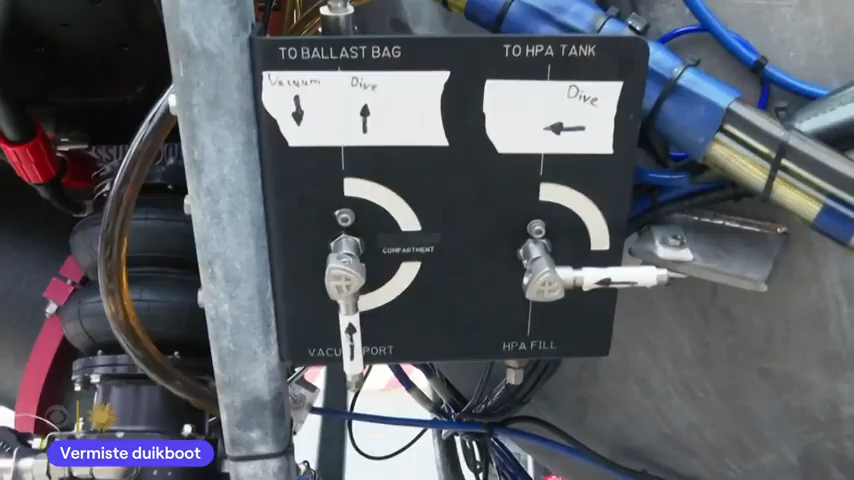 TO BALLAST BAG
TO HPA TANK
Vacuum Dive
Dive
COMPARTMENT
VACUUM PORT
HPA FILL
Vermiste duikboot